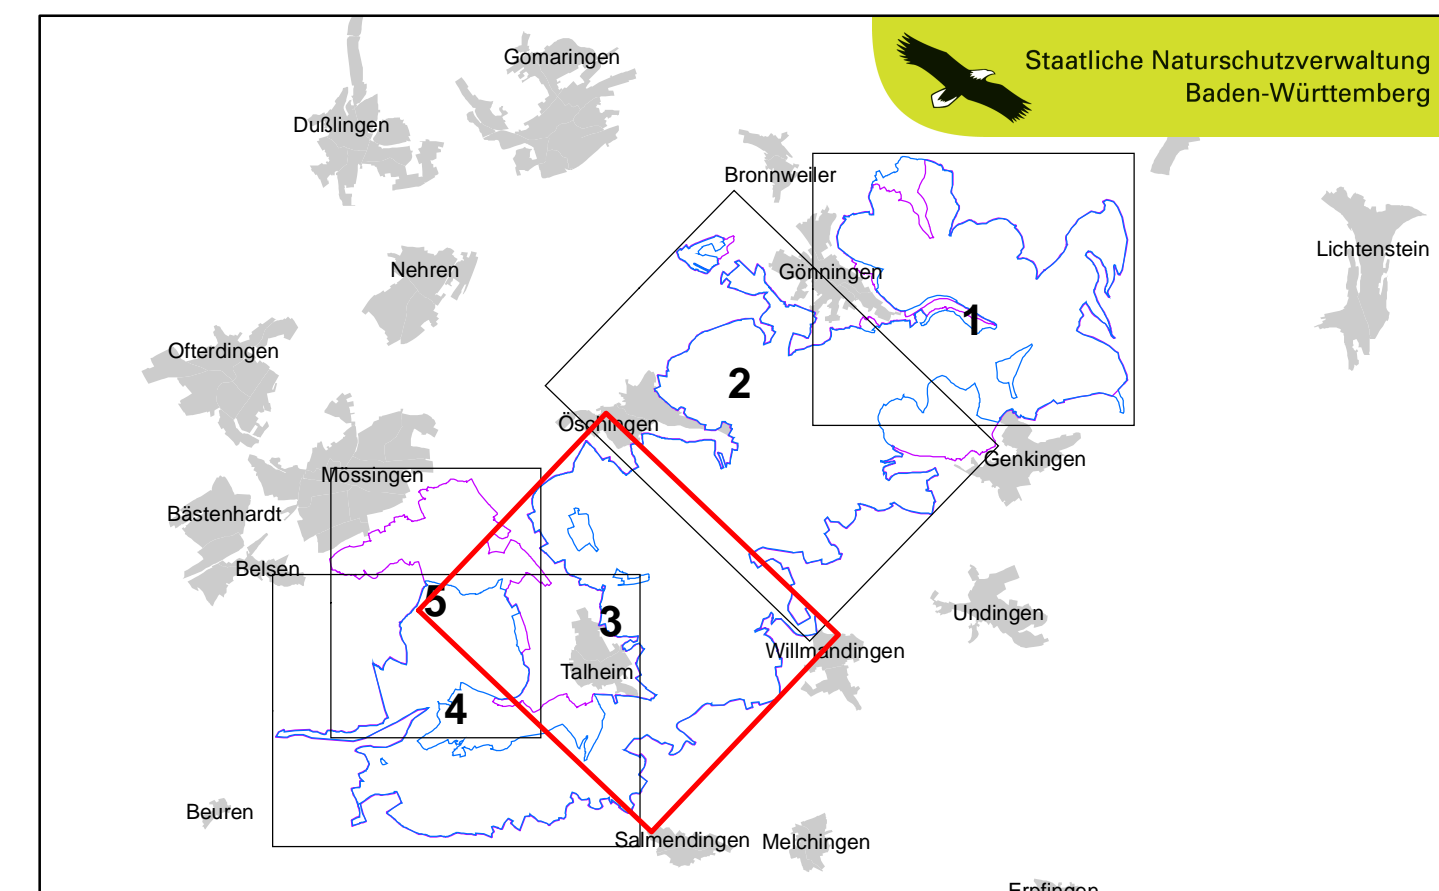 Gomaringen
Staatliche Naturschutzverwaltung
Baden-Württemberg
Dußlingen
Bronnweiler
Lichtenstein
Nehren
Gönningen
1
Ofterdingen
2
Öschingen
Genkingen
Mössingen
Bästenhardt
Belsen
5
3
Undingen
Willmandingen
Talheim
4
Beuren
Salmendingen
Melchingen
Erpfingen